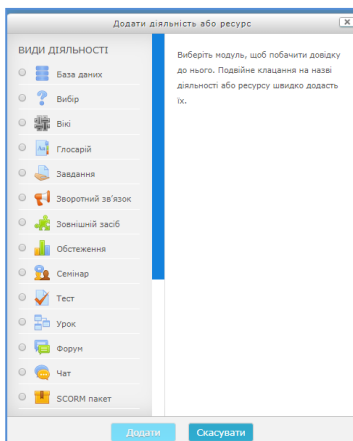 Додати діяльність або ресурс
ВИДИ ДІЯЛЬНОСТІ
База даних
Вибір
Вікі
Глосарій
Завдання
Зворотний зв'язок
Зовнішній засіб
Обстеження
Семінар
Тест
Урок
Форум
Чат
SCORM пакет
Виберіть модуль, щоб побачити довідку
до нього. Подвійне клацання на назві
діяльності або ресурсу швидко додасть
їх.
Додати
Скасувати